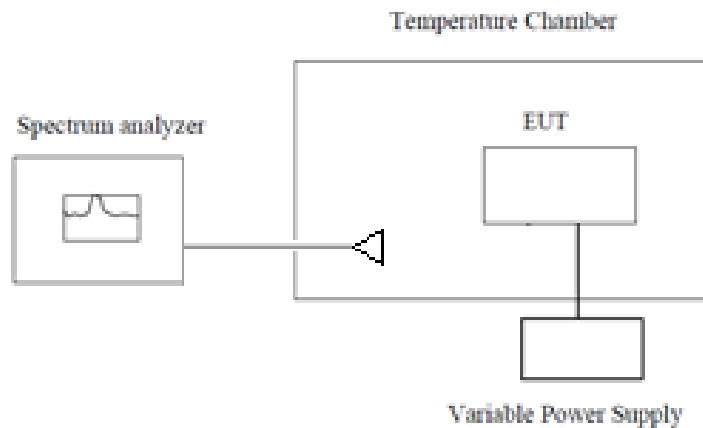 Temperature Chamber
Spectrum analyzer
EUT
Variable Power Supply